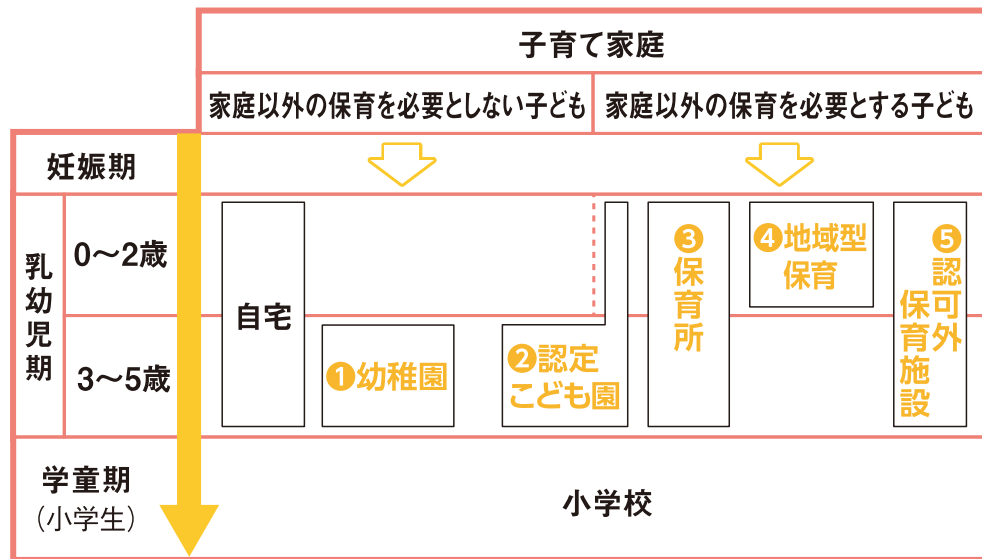 子育て家庭
家庭以外の保育を必要としない子ども
家庭以外の保育を必要とする子ども
妊娠期
乳幼児期
0〜2歳
3〜5歳
自宅
❶幼稚園
❷認定
こども園
❸保育所
❹地域型
保育
❺認可外
保育施設
学童期
（小学生）
小学校